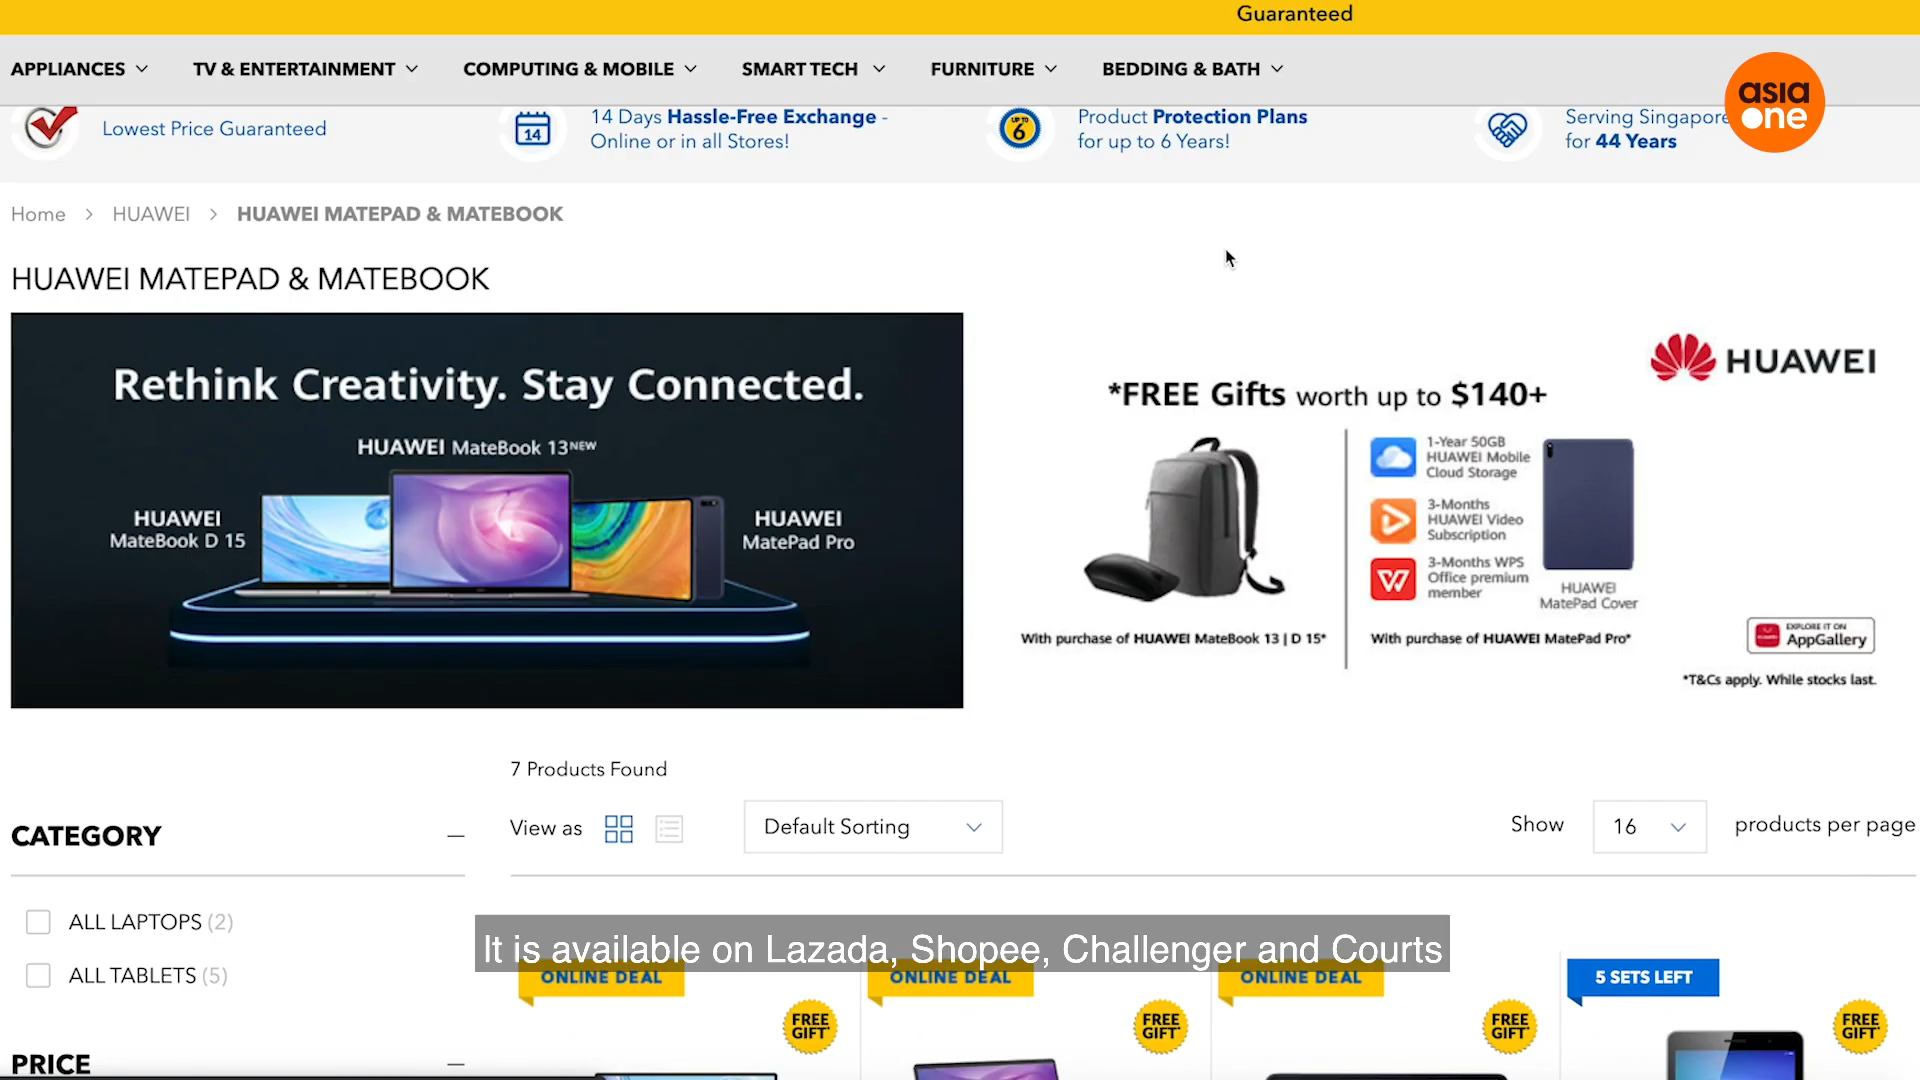 Guaranteed
APPLIANCES
TV & ENTERTAINMENT
COMPUTING & MOBILE
SMART TECH
FURNITURE
BEDDING & BATH
asia
one
Lowest Price Guaranteed
14
14 Days Hassle-Free Exchange -
Online or in all Stores!
UP TO
6
Product Protection Plans
for up to 6 Years!
Serving Singapore
for 44 Years
Home > HUAWEI > HUAWEI MATEPAD & MATEBOOK
HUAWEI MATEPAD & MATEBOOK
Rethink Creativity. Stay Connected.
HUAWEI MateBook 13 NEW
HUAWEI
MateBook D 15
HUAWEI
MatePad Pro
HUAWEI
*FREE Gifts worth up to $140+
1-Year 50GB
HUAWEI Mobile
Cloud Storage
3-Months
HUAWEI Video
Subscription
3-Months WPS
Office premium
member
HUAWEI
MatePad Cover
With purchase of HUAWEI MateBook 13 | D 15*
With purchase of HUAWEI MatePad Pro*
EXPLORE IT ON
AppGallery
*T&Cs apply. While stocks last.
7 Products Found
View as
Default Sorting
Show 16 products per page
CATEGORY
ALL LAPTOPS (2)
ALL TABLETS (5)
PRICE
It is available on Lazada, Shopee, Challenger and Courts
ONLINE DEAL
ONLINE DEAL
ONLINE DEAL
5 SETS LEFT
FREE
GIFT*
FREE
GIFT*
FREE
GIFT*
FREE
GIFT*